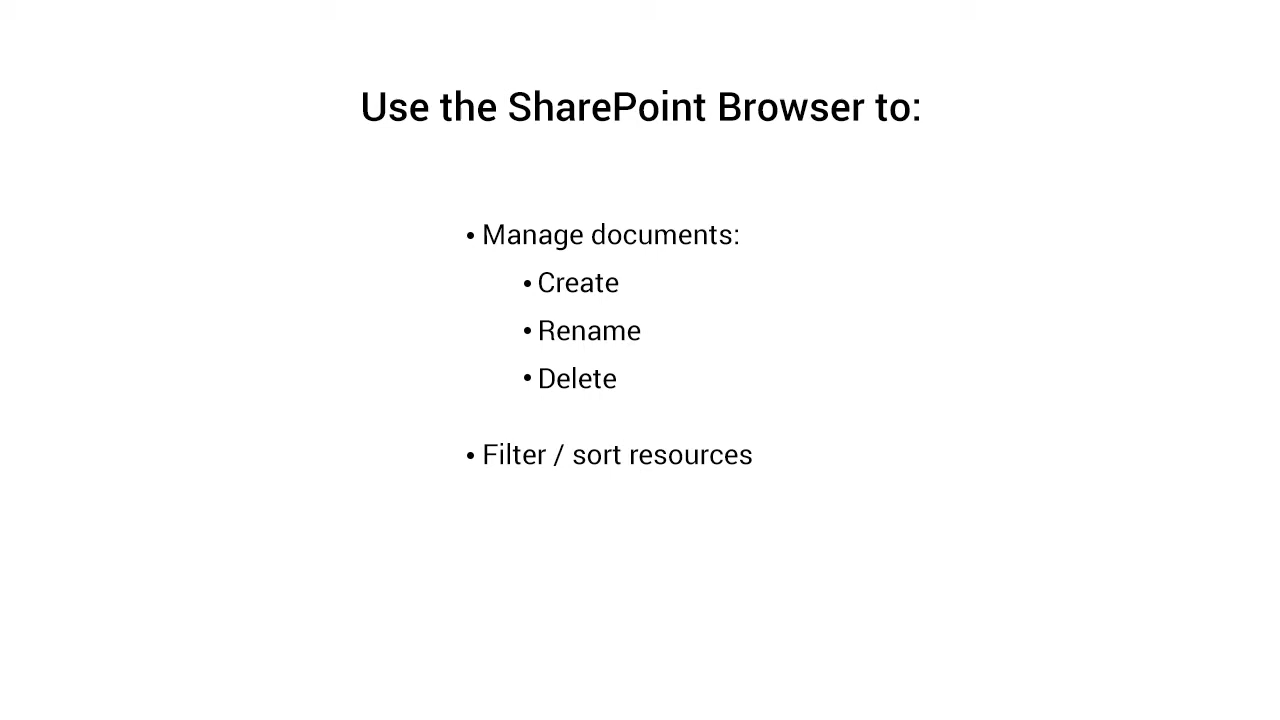 Use the SharePoint Browser to:
• Manage documents:
• Create
• Rename
• Delete
• Filter / sort resources